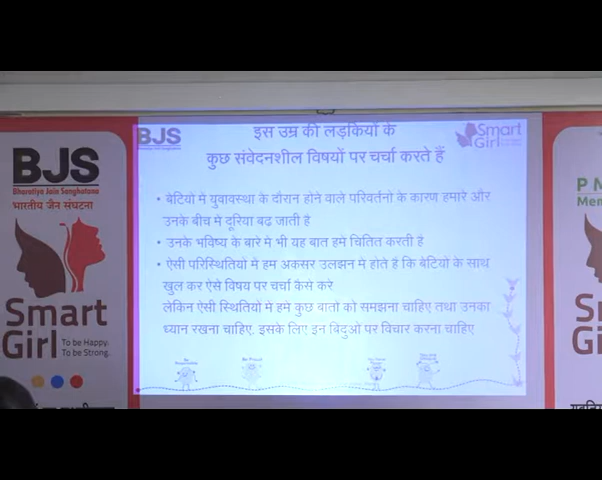 BJS
Bharatiya Jain Sanghatana
भारतीय जैन संघटना
Smart
Girl
To be Happy.
To be Strong.
BJS
Smart
Girl
इस उम्र की लड़कियों के
कुछ संवेदनशील विषयों पर चर्चा करते हैं
• बेटियों में युवावस्था के दौरान होने वाले परिवर्तनो के कारण हमारे और
उनके बीच में दूरिया बढ जाती है
• उनके भविष्य के बारे मे भी यह बात हमे चिंतित करती है
• ऐसी परिस्थितियो मे हम अकसर उलझन मे होते है कि बेटियो के साथ
खुल कर ऐसे विषय पर चर्चा कैसे करे
लेकिन ऐसी स्थितियो मे हमे कुछ बातो को समझना चाहिए तथा उनका
ध्यान रखना चाहिए. इसके लिए इन बिंदुओ पर विचार करना चाहिए
P M
Mem
S
Gi